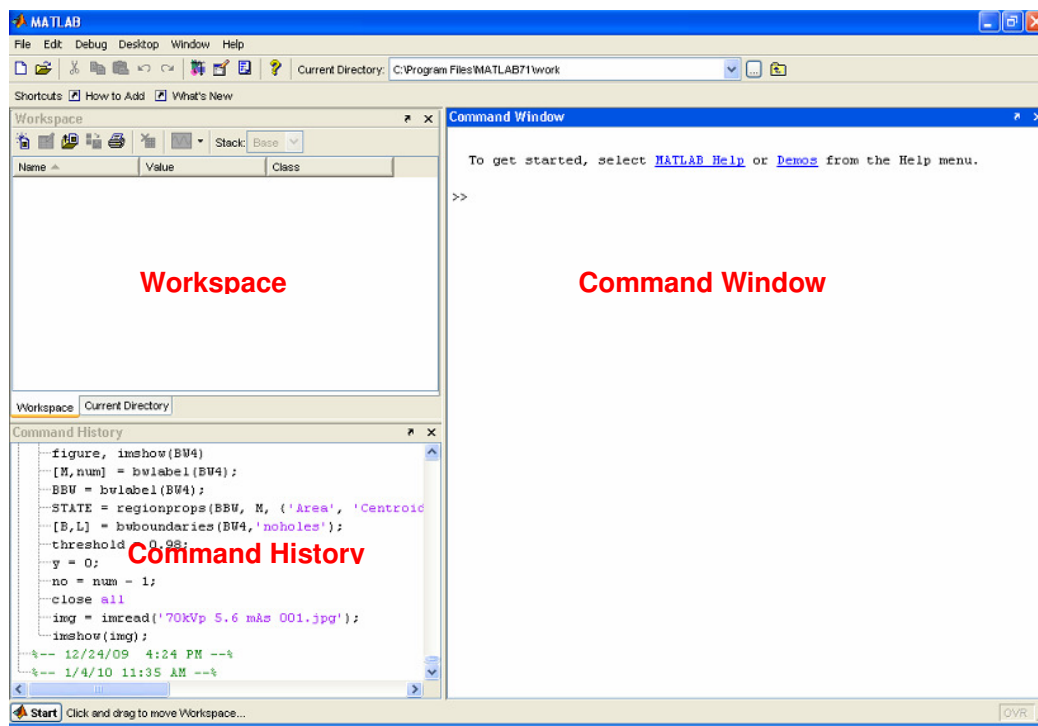 MATLAB
File Edit Debug Desktop Window Help
Current Directory: C:\Program Files\MATLAB71\work
Shortcuts How to Add What's New
Workspace
Stack: Base
Name Value Class
Workspace
Workspace Current Directory
Command History
figure, imshow(BW4)
[M,num] = bwlabel(BW4);
BBW = bwlabel(BW4);
STATE = regionprops(BBW, M, {'Area', 'Centroid
[B,L] = bwboundaries(BW4,'noholes');
threshold = 0.98;
y = 0;
no = num - 1;
close all
img = imread('70kVp 5.6 mAs 001.jpg');
imshow(img);
%-- 12/24/09 4:24 PM --%
%-- 1/4/10 11:35 AM --%
Command History
Command Window
To get started, select MATLAB Help or Demos from the Help menu.
>>
Command Window
Start Click and drag to move Workspace...
OVR